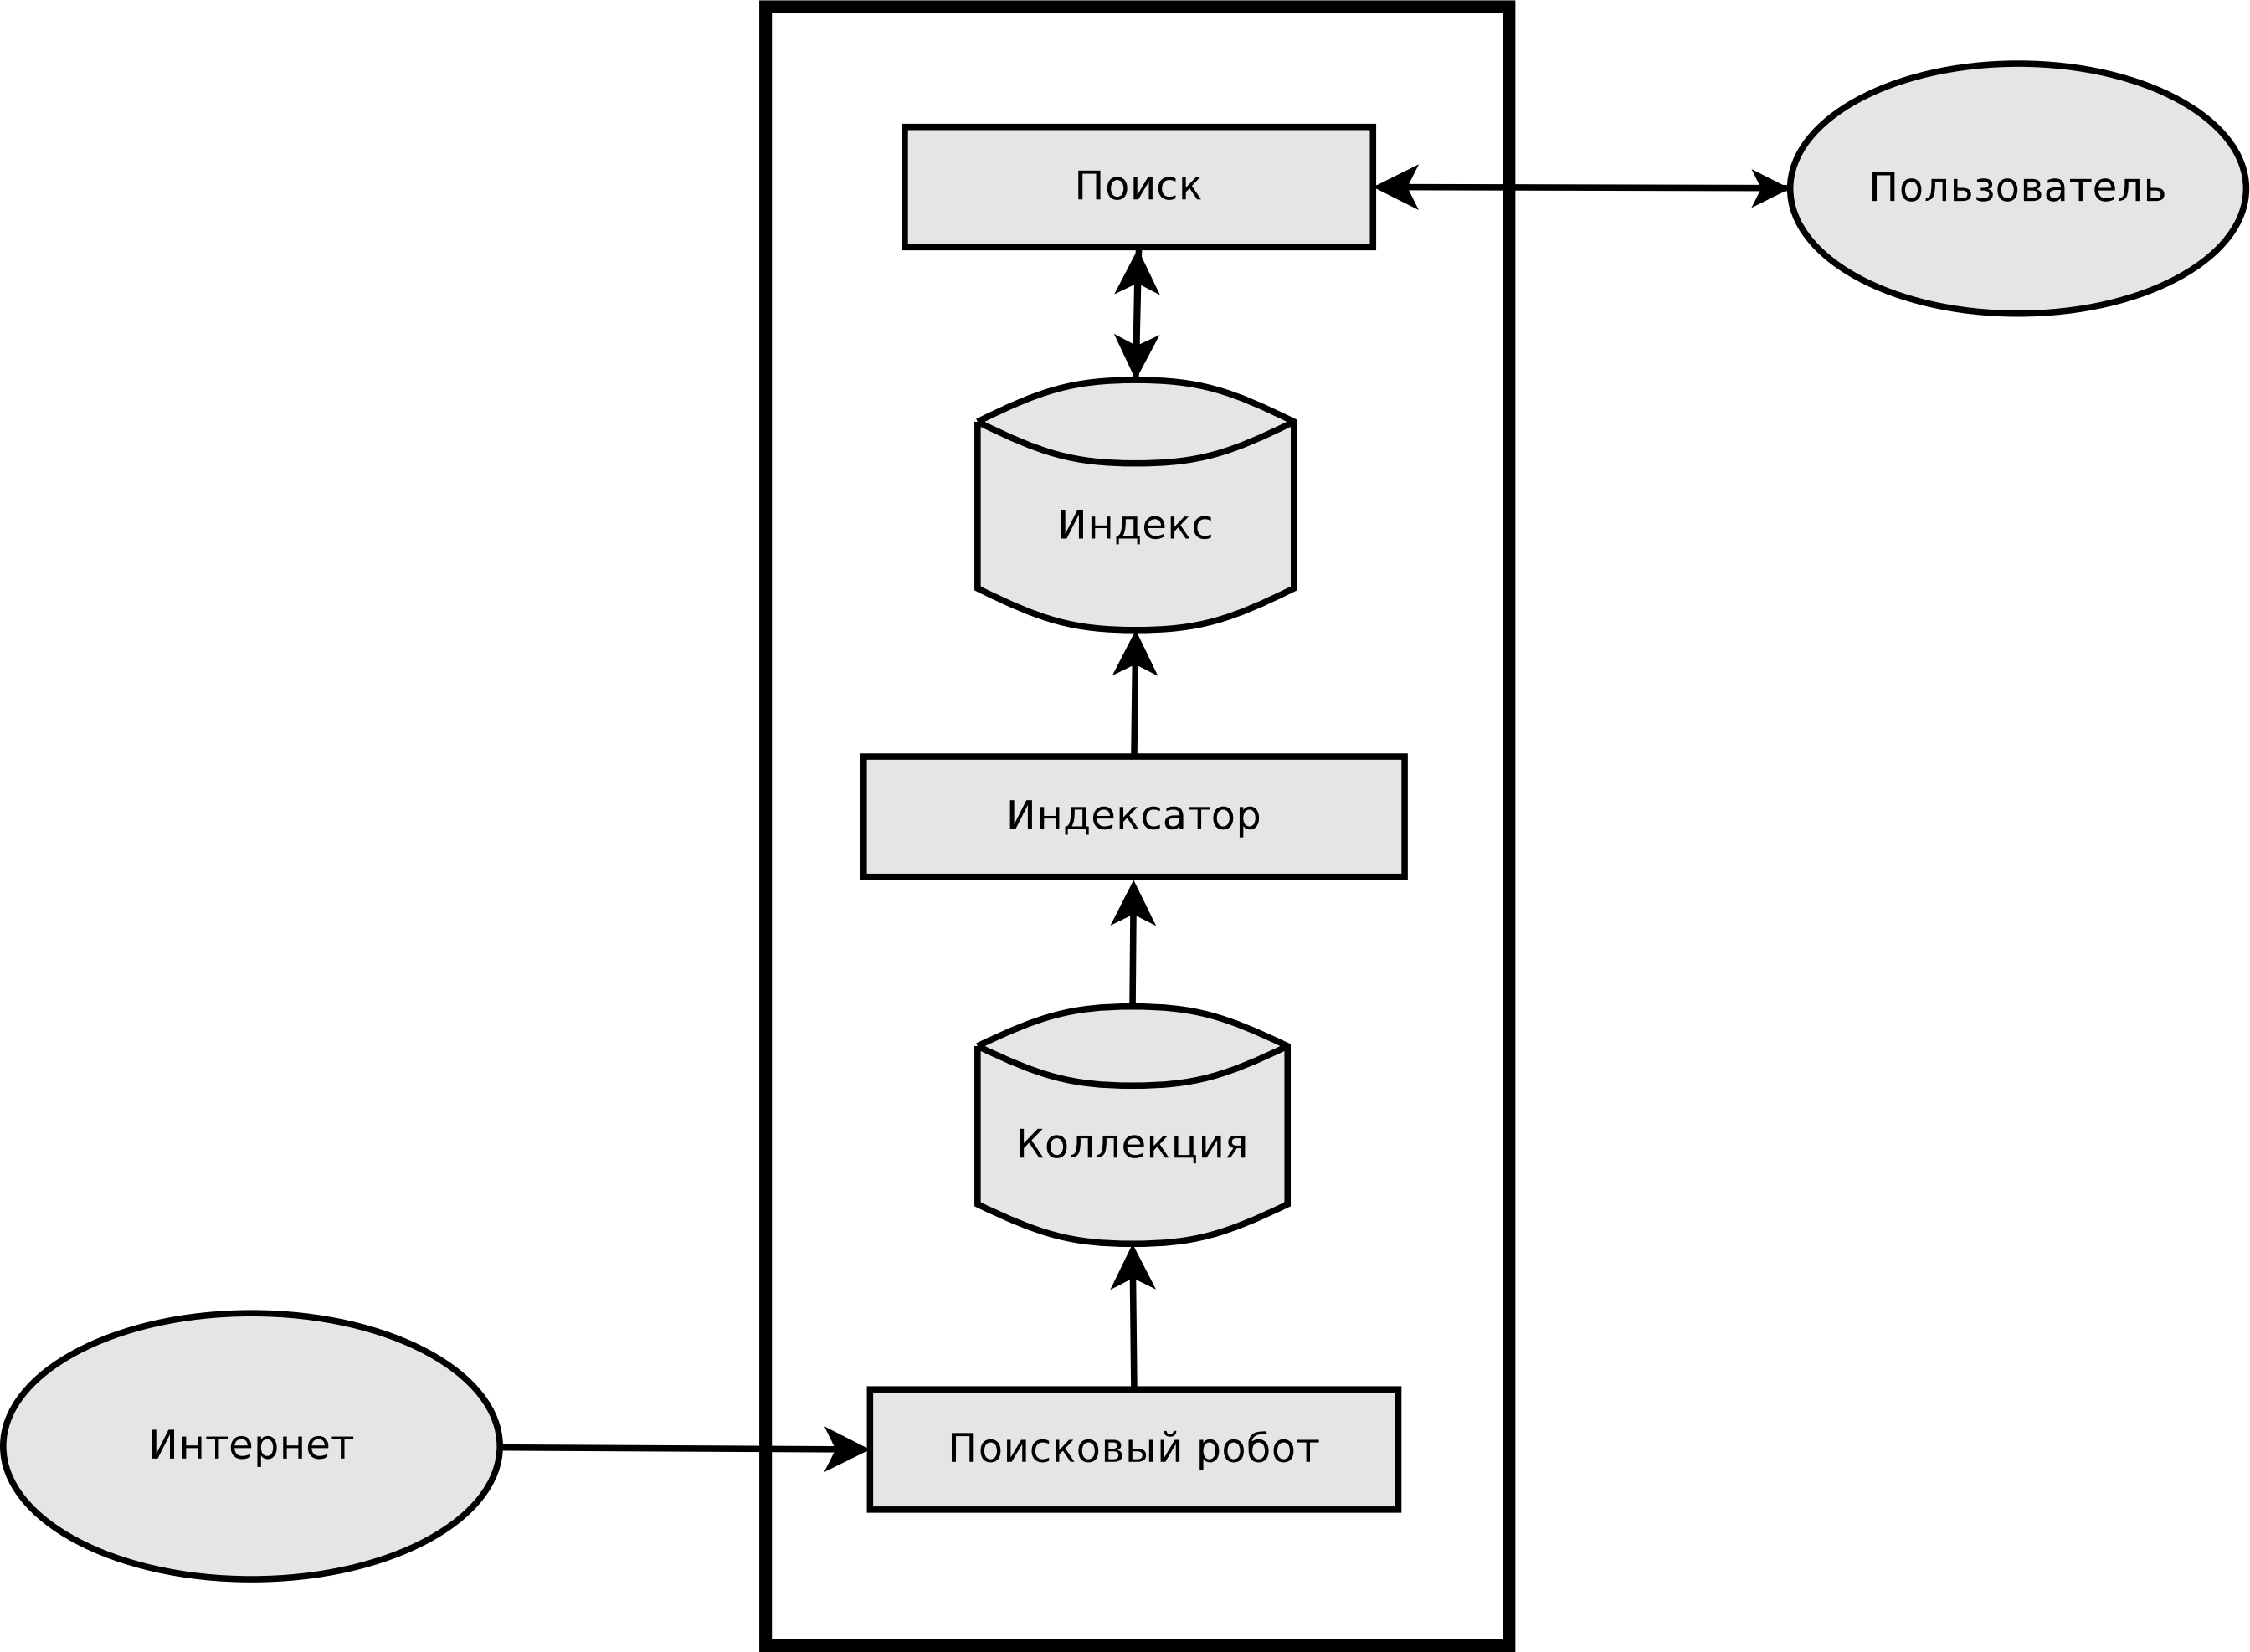 Поиск
Пользователь
Индекс
Индексатор
Коллекция
Интернет
Поисковый робот